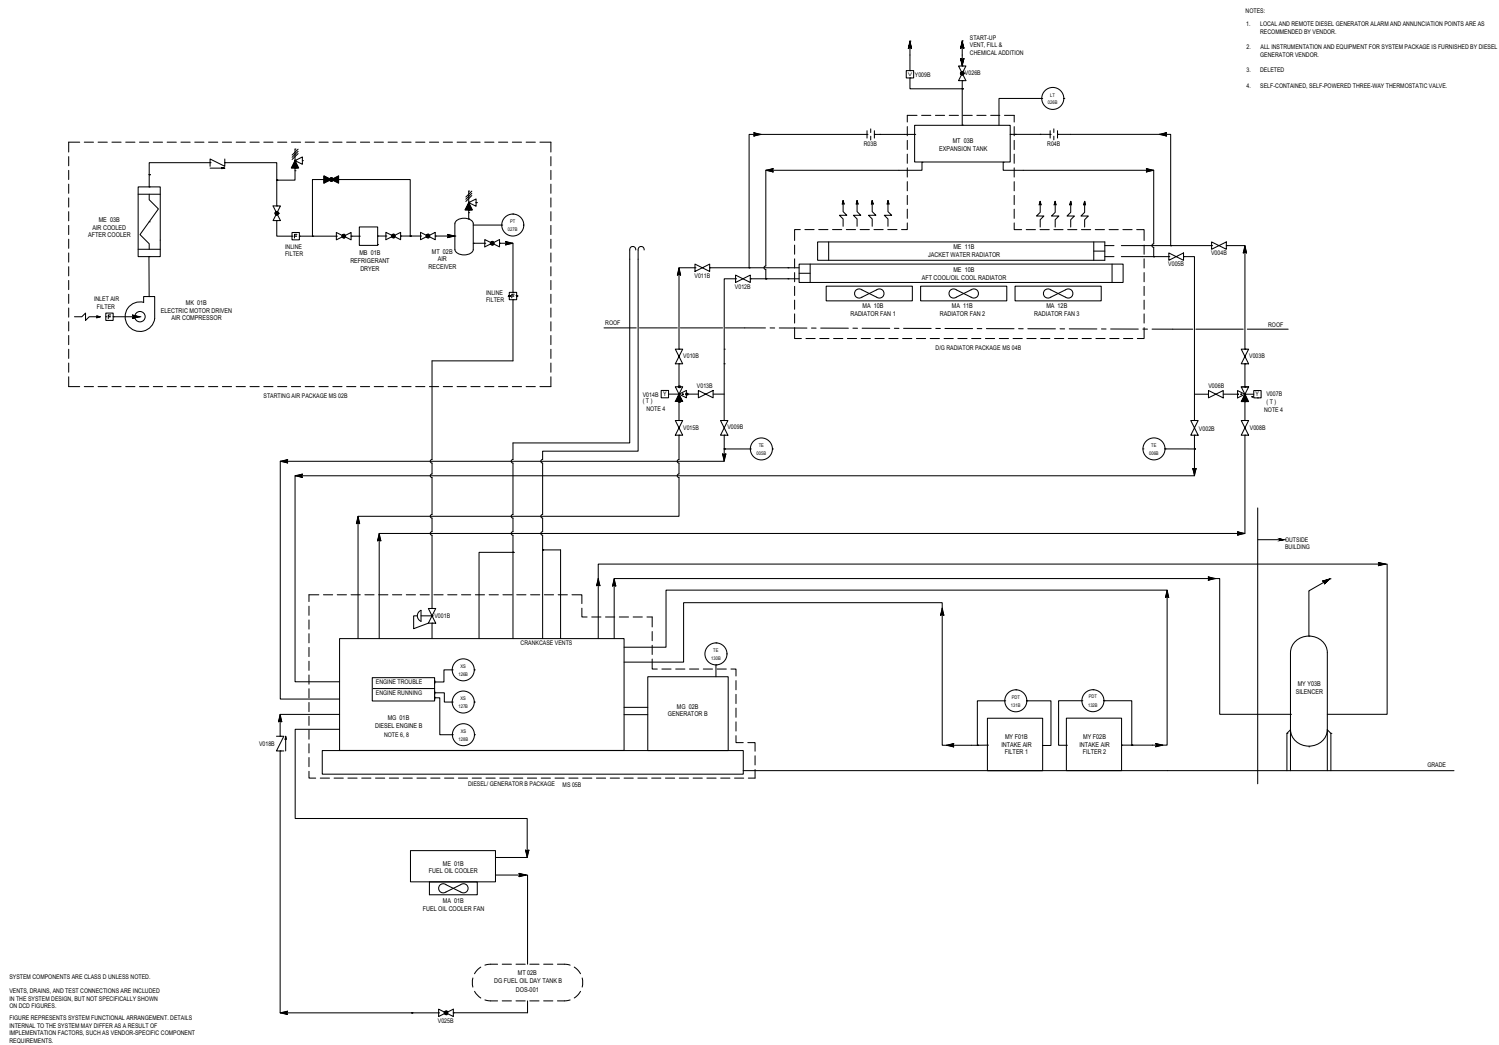 NOTES:
1. LOCAL AND REMOTE DIESEL GENERATOR ALARM AND ANNUNCIATION POINTS ARE AS
RECOMMENDED BY VENDOR.
2. ALL INSTRUMENTATION AND EQUIPMENT FOR SYSTEM PACKAGE IS FURNISHED BY DIESEL
GENERATOR VENDOR.
3. DELETED
4. SELF-CONTAINED, SELF-POWERED THREE-WAY THERMOSTATIC VALVE.
START-UP
VENT, FILL &
CHEMICAL ADDITION
Y009B
V026B
LT
026B
MT 03B
EXPANSION TANK
R03B
R04B
ME 11B
JACKET WATER RADIATOR
ME 10B
AFT COOL/OIL COOL RADIATOR
MA 10B
RADIATOR FAN 1
MA 11B
RADIATOR FAN 2
MA 12B
RADIATOR FAN 3
D/G RADIATOR PACKAGE MS 04B
ROOF
ROOF
V011B
V012B
V004B
V005B
V010B
V013B
V014B
Y
( T )
NOTE 4
V015B
V009B
TE
005B
V003B
V006B
V007B
Y
( T )
NOTE 4
V008B
V002B
TE
008B
ME 03B
AIR COOLED
AFTER COOLER
INLET AIR
FILTER
F
MK 01B
ELECTRIC MOTOR DRIVEN
AIR COMPRESSOR
INLINE
FILTER
F
MB 01B
REFRIGERANT
DRYER
MT 02B
AIR
RECEIVER
PT
027B
INLINE
FILTER
F
STARTING AIR PACKAGE MS 02B
OUTSIDE
BUILDING
V001B
CRANKCASE VENTS
ENGINE TROUBLE
ENGINE RUNNING
XS
126B
XS
127B
XS
128B
MG 01B
DIESEL ENGINE B
NOTE 6, 8
TE
130B
MG 02B
GENERATOR B
DIESEL/ GENERATOR B PACKAGE MS 05B
V018B
PDT
131B
MY F01B
INTAKE AIR
FILTER 1
PDT
132B
MY F02B
INTAKE AIR
FILTER 2
MY Y03B
SILENCER
GRADE
ME 01B
FUEL OIL COOLER
MA 01B
FUEL OIL COOLER FAN
MT 02B
DG FUEL OIL DAY TANK B
DOS-001
V025B
SYSTEM COMPONENTS ARE CLASS D UNLESS NOTED.
VENTS, DRAINS, AND TEST CONNECTIONS ARE INCLUDED
IN THE SYSTEM DESIGN, BUT NOT SPECIFICALLY SHOWN
ON DCD FIGURES.
FIGURE REPRESENTS SYSTEM FUNCTIONAL ARRANGEMENT. DETAILS
INTERNAL TO THE SYSTEM MAY DIFFER AS A RESULT OF
IMPLEMENTATION FACTORS, SUCH AS VENDOR-SPECIFIC COMPONENT
REQUIREMENTS.